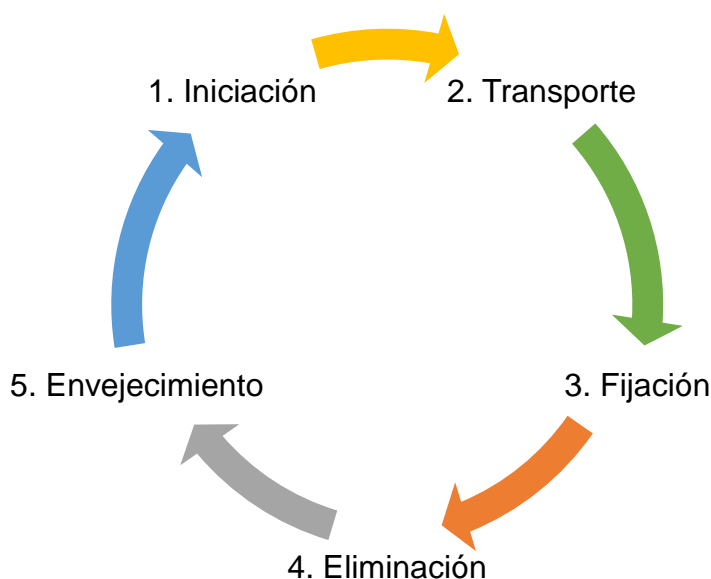 1. Iniciación
2. Transporte
3. Fijación
4. Eliminación
5. Envejecimiento